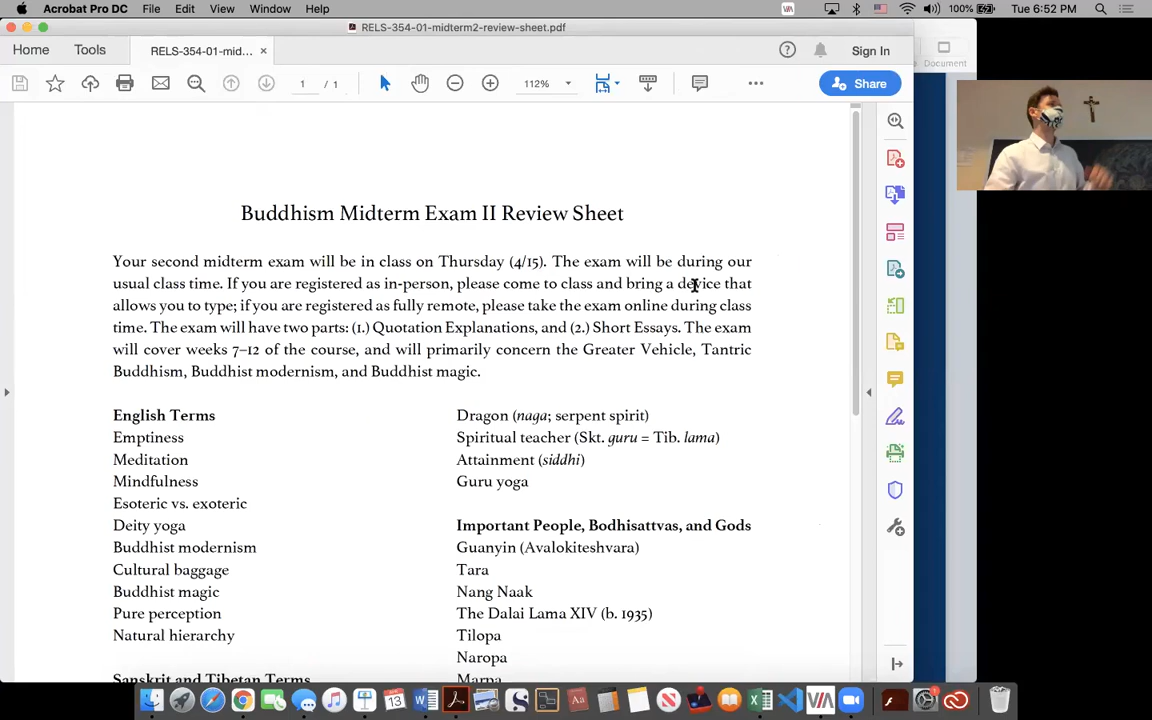 Acrobat Pro DC File Edit View Window Help
100% Tue 6:52 PM
RELS-354-01-midterm2-review-sheet.pdf
Home Tools RELS-354-01-mid... × Sign In
Document
1 / 1 112% Share
Buddhism Midterm Exam II Review Sheet
Your second midterm exam will be in class on Thursday (4/15). The exam will be during our
usual class time. If you are registered as in-person, please come to class and bring a device that
allows you to type; if you are registered as fully remote, please take the exam online during class
time. The exam will have two parts: (1.) Quotation Explanations, and (2.) Short Essays. The exam
will cover weeks 7–12 of the course, and will primarily concern the Greater Vehicle, Tantric
Buddhism, Buddhist modernism, and Buddhist magic.
English Terms
Emptiness
Meditation
Mindfulness
Esoteric vs. exoteric
Deity yoga
Buddhist modernism
Cultural baggage
Buddhist magic
Pure perception
Natural hierarchy
Sanskrit and Tibetan Terms
Dragon (naga; serpent spirit)
Spiritual teacher (Skt. guru = Tib. lama)
Attainment (siddhi)
Guru yoga
Important People, Bodhisattvas, and Gods
Guanyin (Avalokiteshvara)
Tara
Nang Naak
The Dalai Lama XIV (b. 1935)
Tilopa
Naropa
Marpa